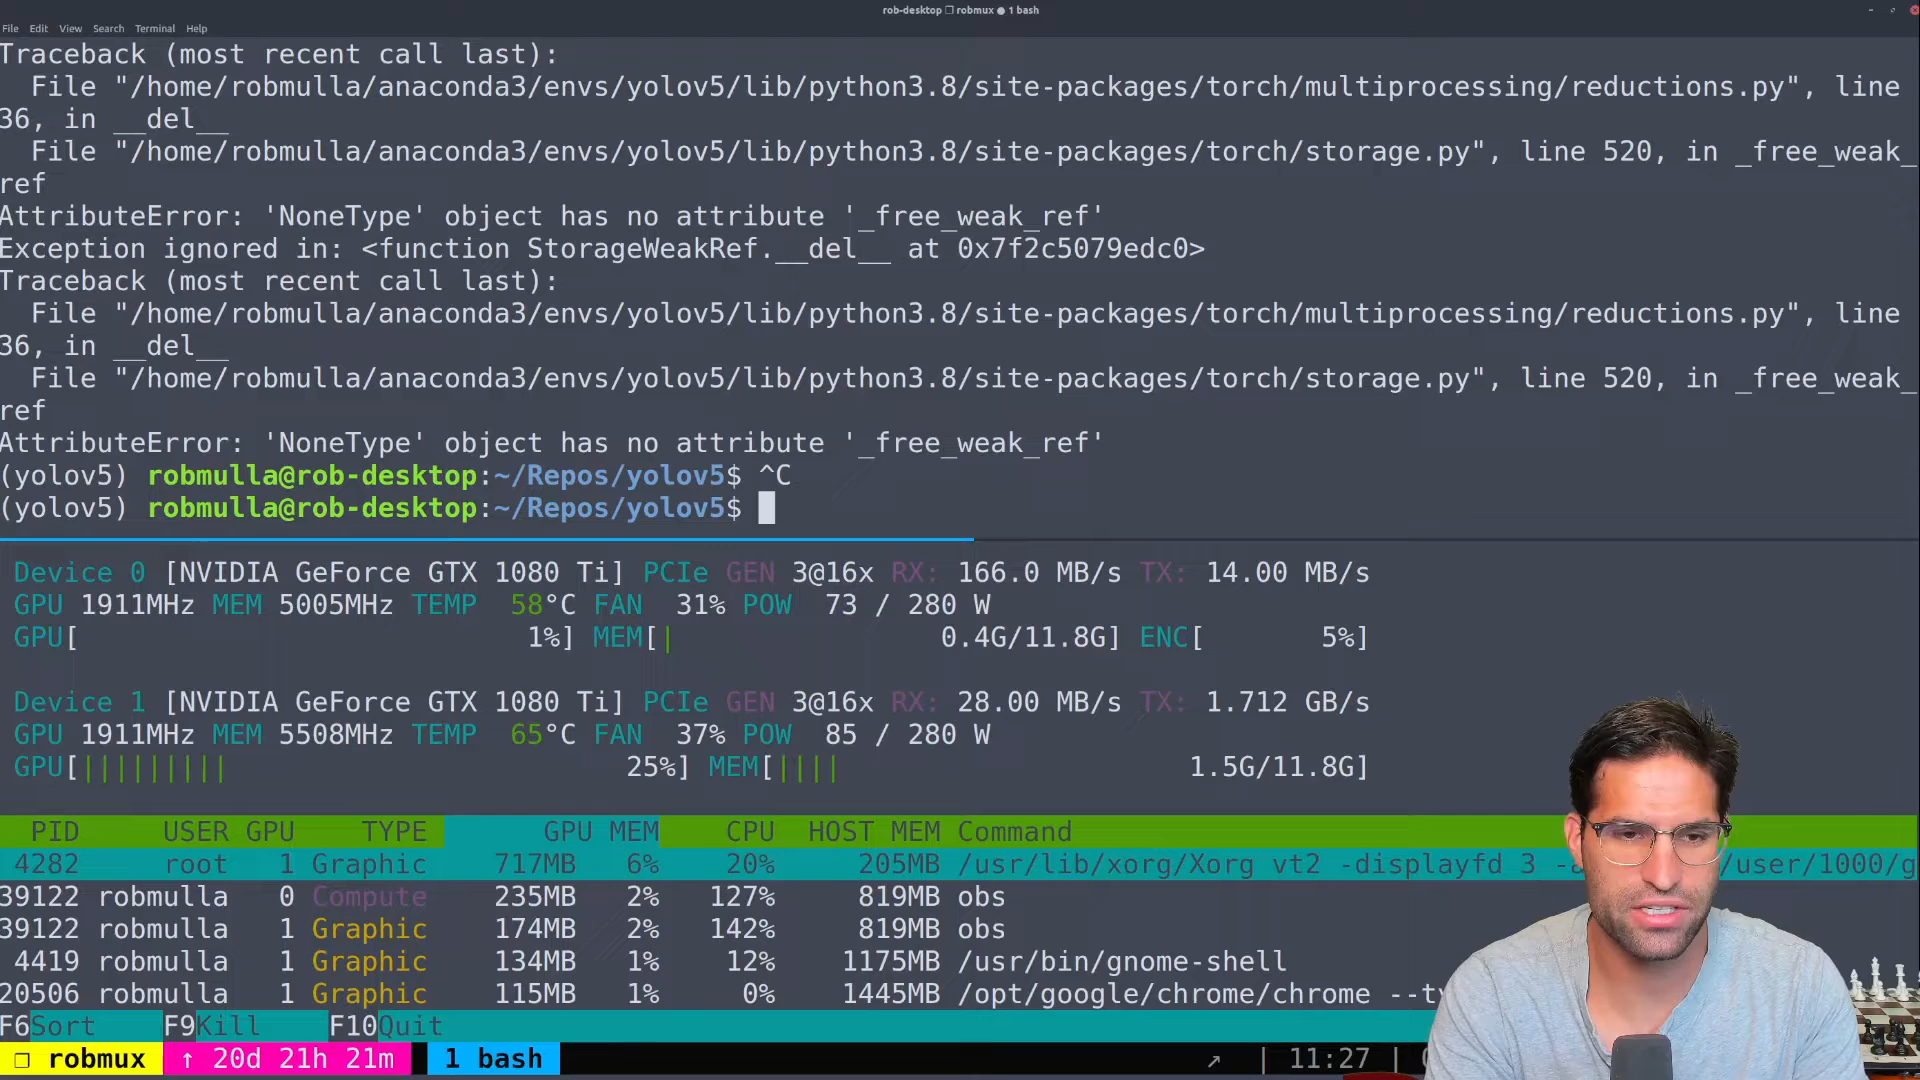 rob-desktop ❐ robmux ● 1 bash
File Edit View Search Terminal Help
Traceback (most recent call last):
  File "/home/robmulla/anaconda3/envs/yolov5/lib/python3.8/site-packages/torch/multiprocessing/reductions.py", line
36, in __del__
  File "/home/robmulla/anaconda3/envs/yolov5/lib/python3.8/site-packages/torch/storage.py", line 520, in _free_weak_
ref
AttributeError: 'NoneType' object has no attribute '_free_weak_ref'
Exception ignored in: <function StorageWeakRef.__del__ at 0x7f2c5079edc0>
Traceback (most recent call last):
  File "/home/robmulla/anaconda3/envs/yolov5/lib/python3.8/site-packages/torch/multiprocessing/reductions.py", line
36, in __del__
  File "/home/robmulla/anaconda3/envs/yolov5/lib/python3.8/site-packages/torch/storage.py", line 520, in _free_weak_
ref
AttributeError: 'NoneType' object has no attribute '_free_weak_ref'
(yolov5) robmulla@rob-desktop:~/Repos/yolov5$ ^C
(yolov5) robmulla@rob-desktop:~/Repos/yolov5$
Device 0 [NVIDIA GeForce GTX 1080 Ti] PCIe GEN 3@16x RX: 166.0 MB/s TX: 14.00 MB/s
GPU 1911MHz MEM 5005MHz TEMP 58°C FAN 31% POW 73 / 280 W
GPU[ 1%] MEM[| 0.4G/11.8G] ENC[ 5%]
Device 1 [NVIDIA GeForce GTX 1080 Ti] PCIe GEN 3@16x RX: 28.00 MB/s TX: 1.712 GB/s
GPU 1911MHz MEM 5508MHz TEMP 65°C FAN 37% POW 85 / 280 W
GPU[||||||||| 25%] MEM[|||| 1.5G/11.8G]
PID USER GPU TYPE GPU MEM CPU HOST MEM Command
4282 root 1 Graphic 717MB 6% 20% 205MB /usr/lib/xorg/Xorg vt2 -displayfd 3 /user/1000/g
39122 robmulla 0 Compute 235MB 2% 127% 819MB obs
39122 robmulla 1 Graphic 174MB 2% 142% 819MB obs
4419 robmulla 1 Graphic 134MB 1% 12% 1175MB /usr/bin/gnome-shell
20506 robmulla 1 Graphic 115MB 1% 0% 1445MB /opt/google/chrome/chrome
F6Sort F9Kill F10Quit
❐ robmux ↑ 20d 21h 21m 1 bash ↗ | 11:27 |